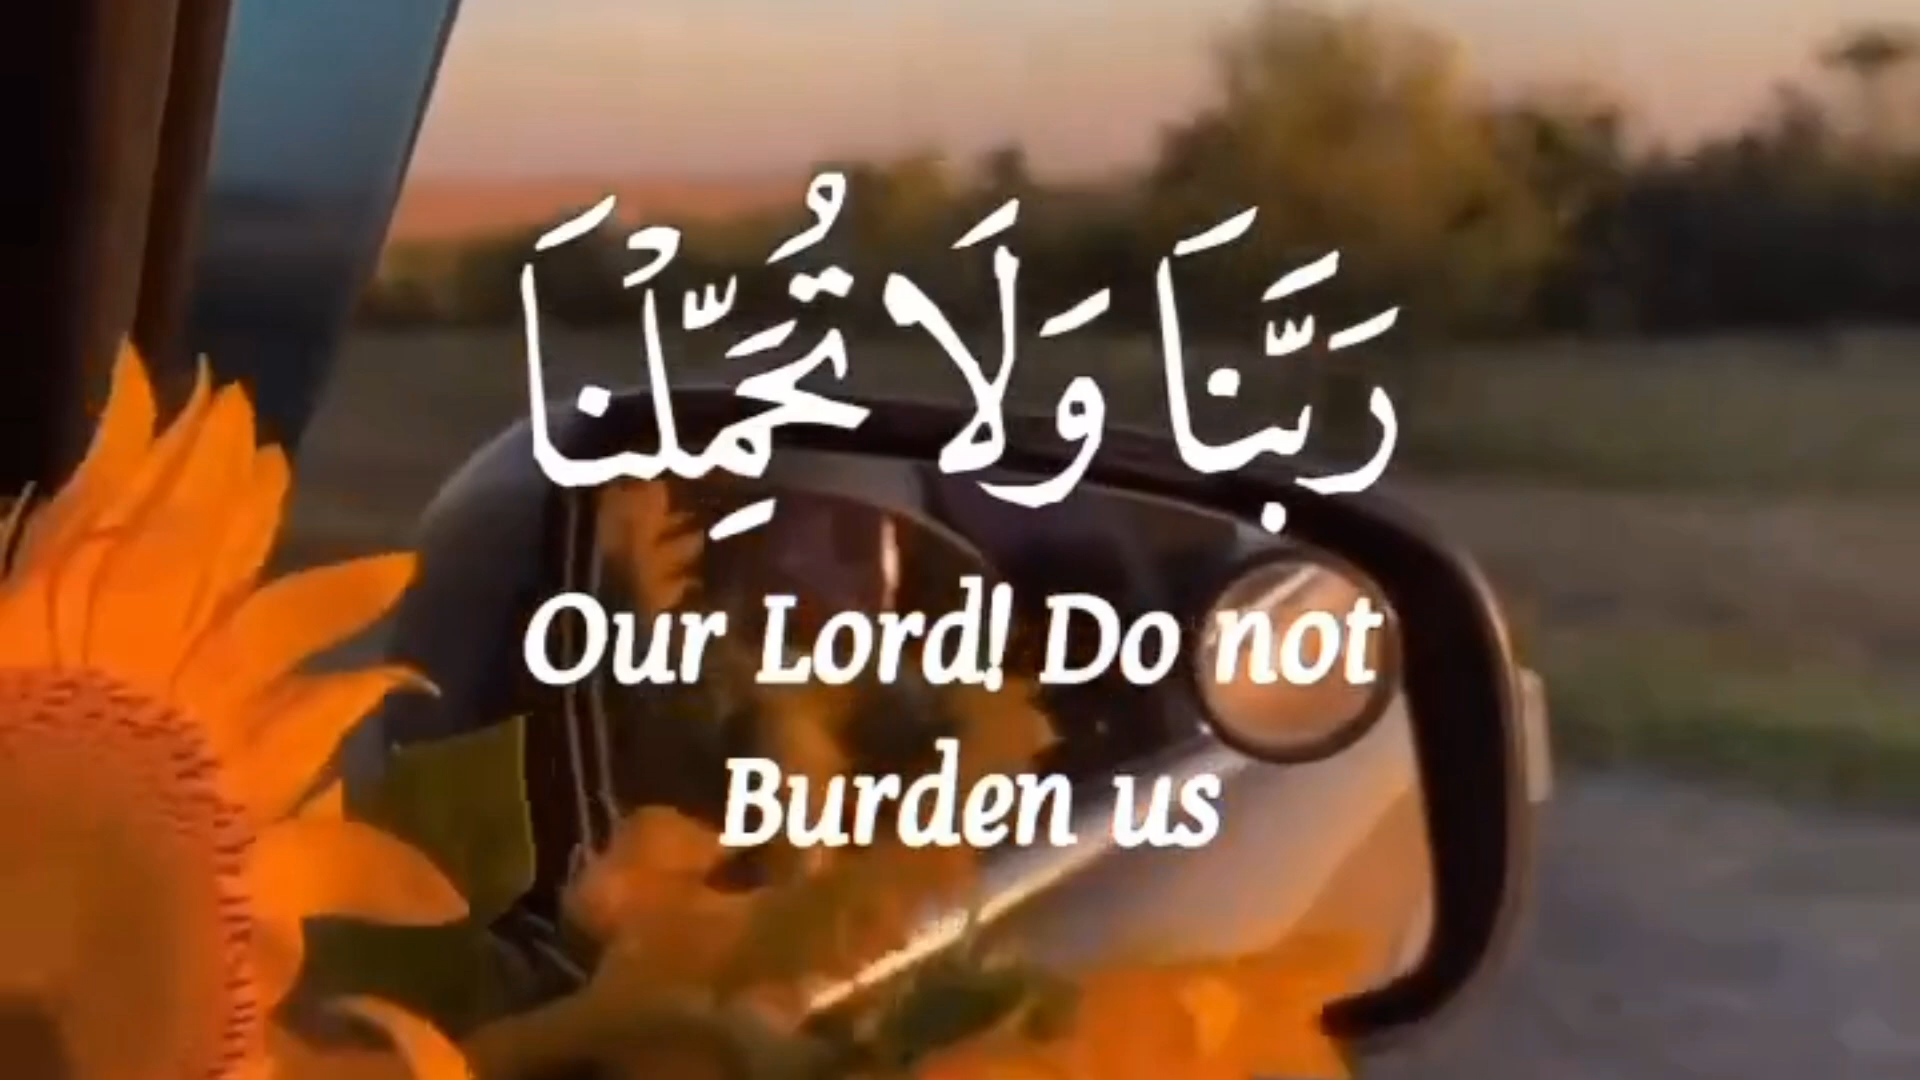 رَبَّنَا وَلَا تُحَمِّلْنَا
Our Lord! Do not
Burden us